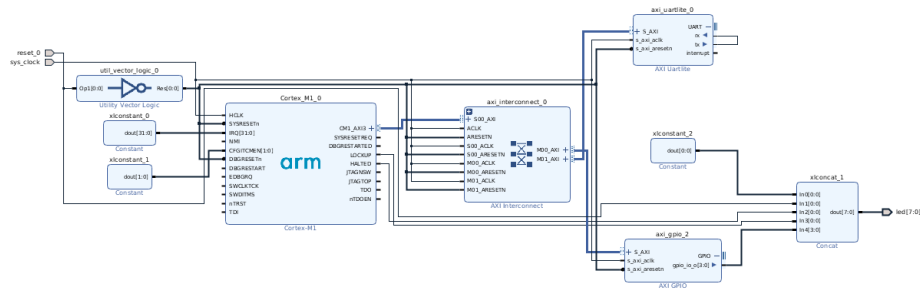 reset_0
sys_clock
util_vector_logic_0
Op1[0:0]
Res[0:0]
Utility Vector Logic
xlconstant_0
dout[31:0]
Constant
xlconstant_1
dout[1:0]
Constant
Cortex_M1_0
HCLK
SYSRESETn
IRQ[31:0]
NMI
CFGITCMEN[1:0]
DBGRESETn
DBGRESTART
EDBGRQ
SWCLKTCK
SWDITMS
nTRST
TDI
arm
CM1_AXI3
SYSRESETREQ
DBGRESTARTED
LOCKUP
HALTED
JTAGNSW
JTAGTOP
TDO
nTDOEN
Cortex-M1
axi_interconnect_0
S00_AXI
ACLK
ARESETN
S00_ACLK
S00_ARESETN
M00_ACLK
M00_ARESETN
M01_ACLK
M01_ARESETN
M00_AXI
M01_AXI
AXI Interconnect
axi_uartlite_0
S_AXI
s_axi_aclk
s_axi_aresetn
UART
rx
tx
interrupt
AXI Uartlite
xlconstant_2
dout[0:0]
Constant
axi_gpio_2
S_AXI
s_axi_aclk
s_axi_aresetn
GPIO
gpio_io_o[3:0]
AXI GPIO
xlconcat_1
In0[0:0]
In1[0:0]
In2[0:0]
In3[0:0]
In4[3:0]
dout[7:0]
Concat
led[7:0]